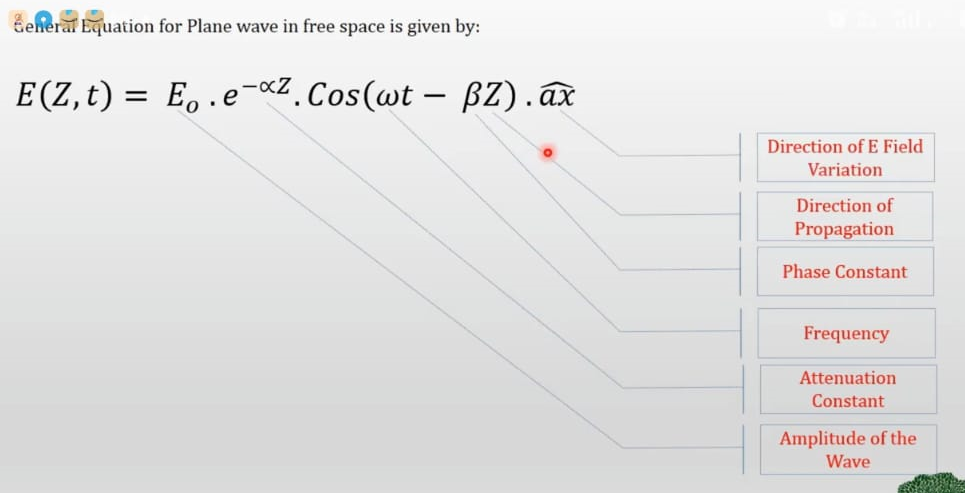 General Equation for Plane wave in free space is given by:
E(Z,t) = Eₒ . e^−∝Z . Cos(ωt − βZ) . a͡x
Direction of E Field
Variation
Direction of
Propagation
Phase Constant
Frequency
Attenuation
Constant
Amplitude of the
Wave